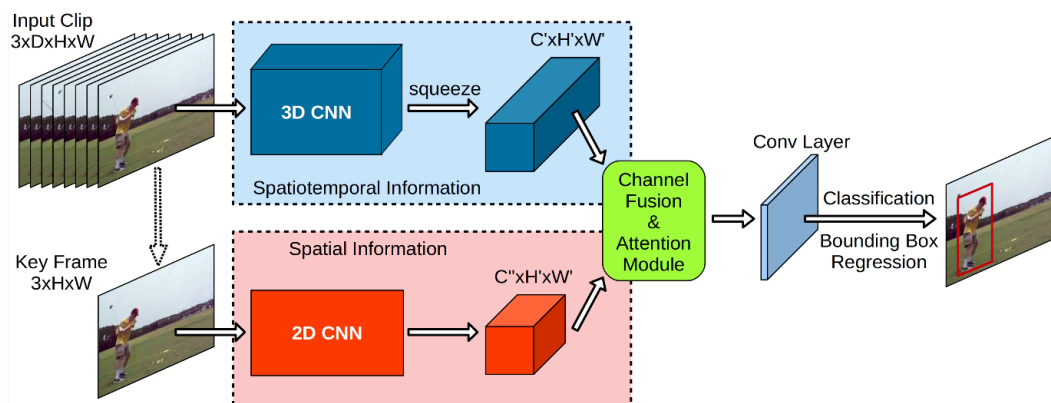 Input Clip
3xDxHxW
3D CNN
squeeze
C'xH'xW'
Spatiotemporal Information
Key Frame
3xHxW
Spatial Information
2D CNN
C''xH'xW'
Channel
Fusion
&
Attention
Module
Conv Layer
Classification
Bounding Box
Regression